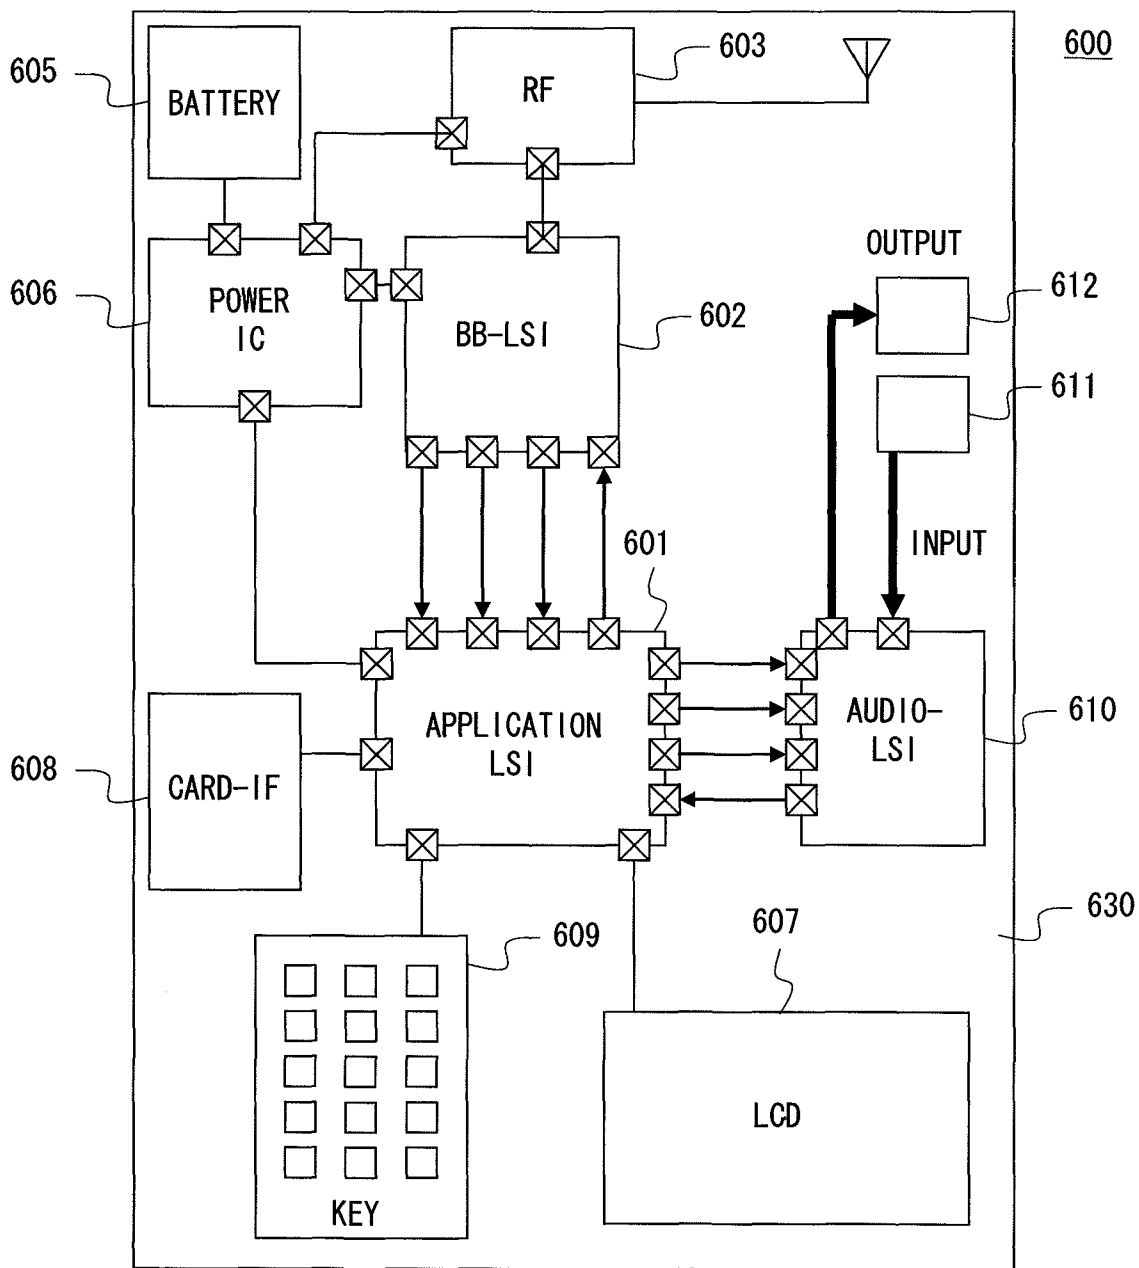 600
603
605
BATTERY
RF
OUTPUT
606
POWER
IC
BB-LSI
602
612
611
INPUT
601
APPLICATION
LSI
AUDIO-
LSI
610
608
CARD-IF
630
609
607
LCD
KEY